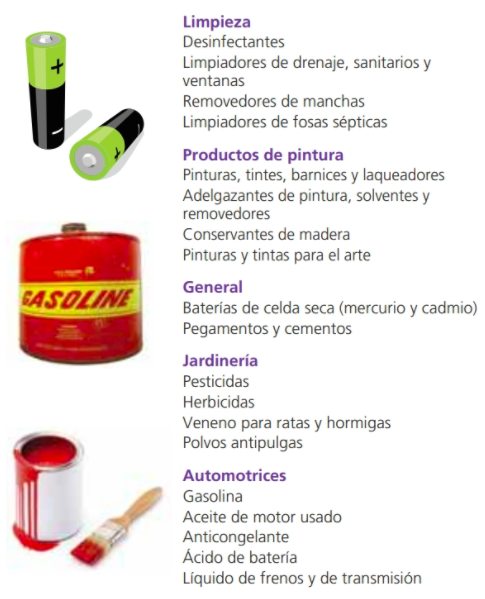 Limpieza
Desinfectantes
Limpiadores de drenaje, sanitarios y
ventanas
Removedores de manchas
Limpiadores de fosas sépticas
Productos de pintura
Pinturas, tintes, barnices y laqueadores
Adelgazantes de pintura, solventes y
removedores
Conservantes de madera
Pinturas y tintas para el arte
General
Baterías de celda seca (mercurio y cadmio)
Pegamentos y cementos
Jardinería
Pesticidas
Herbicidas
Veneno para ratas y hormigas
Polvos antipulgas
Automotrices
Gasolina
Aceite de motor usado
Anticongelante
Ácido de batería
Líquido de frenos y de transmisión
+
+
GASOLINE